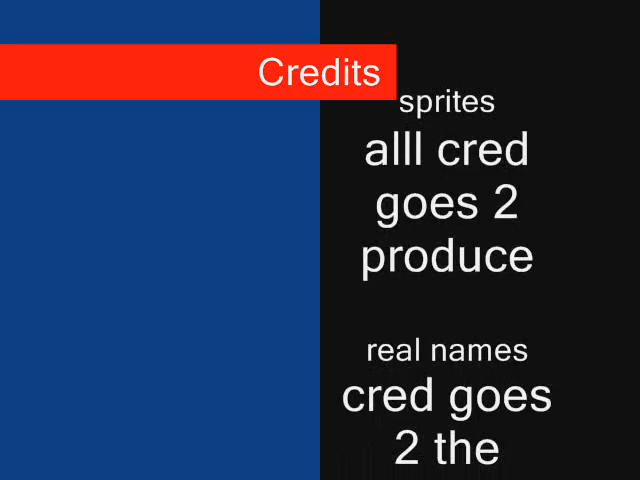 Credits
sprites
alll cred
goes 2
produce
real names
cred goes
2 the